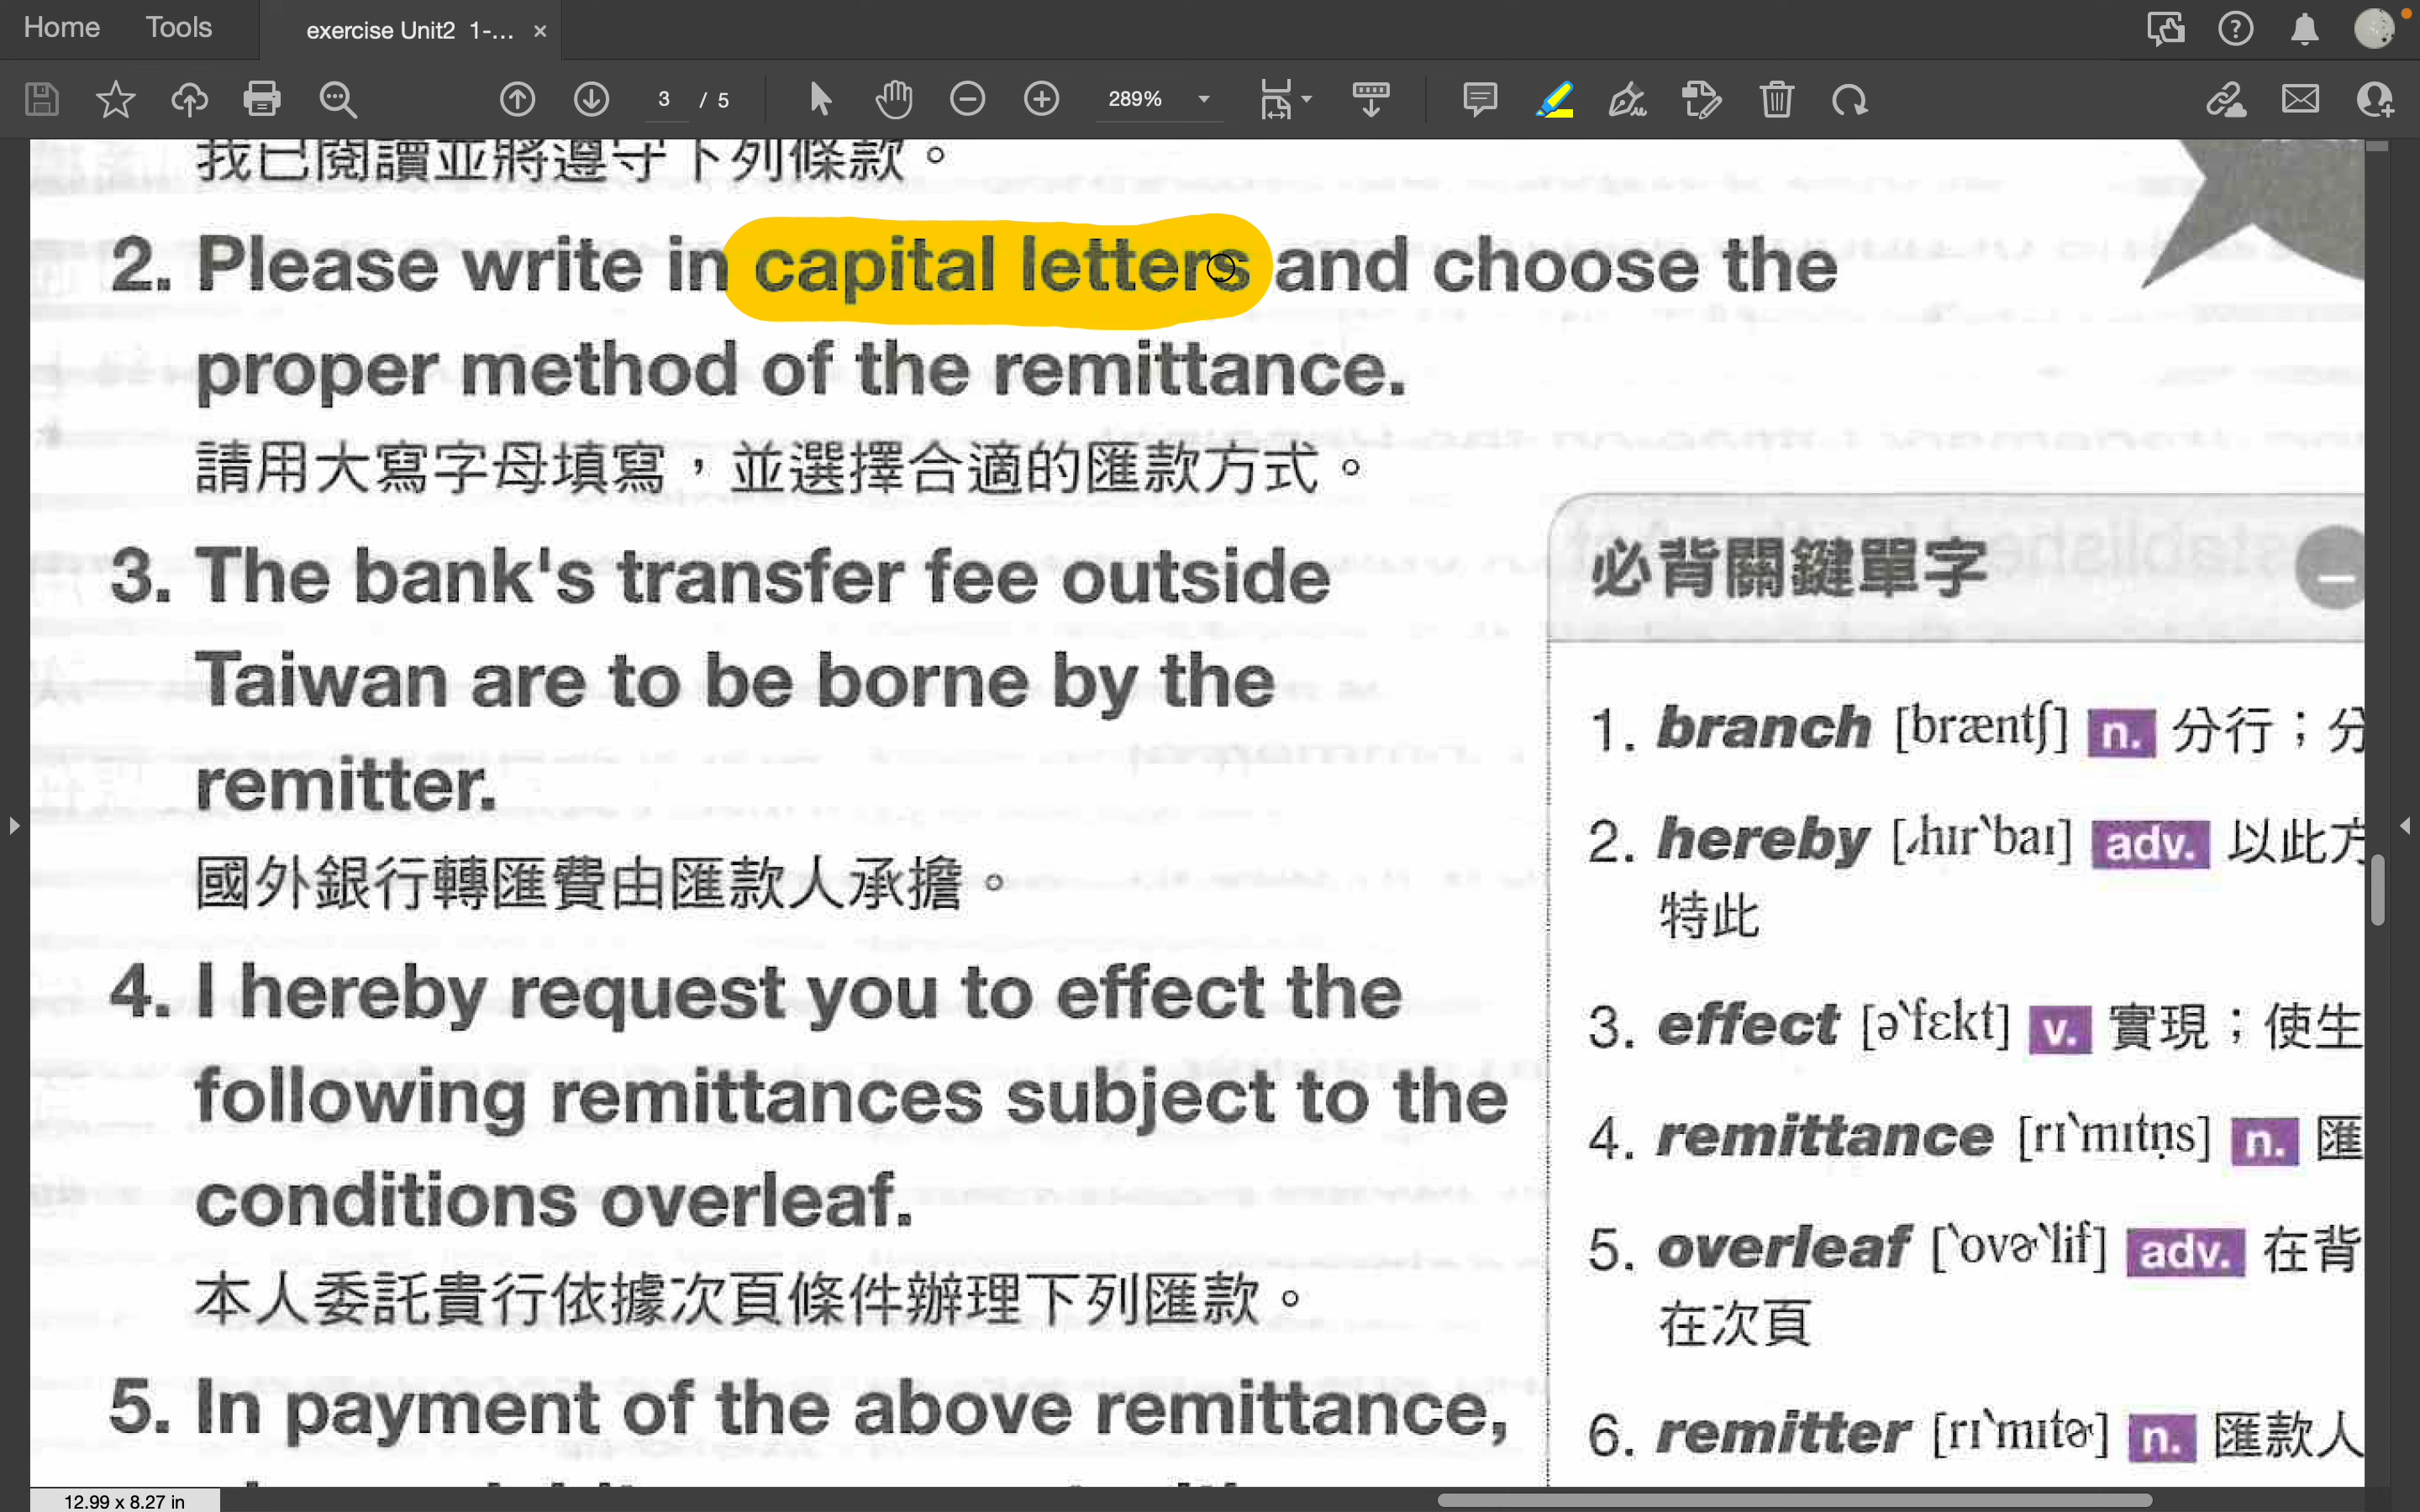 Home Tools exercise Unit2 1-... ×
3 / 5 289%
我已閱讀並將遵守下列條款。
2. Please write in capital letters and choose the
proper method of the remittance.
請用大寫字母填寫，並選擇合適的匯款方式。
3. The bank's transfer fee outside
Taiwan are to be borne by the
remitter.
國外銀行轉匯費由匯款人承擔。
4. I hereby request you to effect the
following remittances subject to the
conditions overleaf.
本人委託貴行依據次頁條件辦理下列匯款。
5. In payment of the above remittance,
必背關鍵單字
1. branch [bræntʃ] n. 分行；分
2. hereby [ˌhɪrˋbaɪ] adv. 以此方
特此
3. effect [əˋfɛkt] v. 實現；使生
4. remittance [rɪˋmɪtn̩s] n. 匯
5. overleaf [ˋovɚˋlif] adv. 在背
在次頁
6. remitter [rɪˋmɪtɚ] n. 匯款人
12.99 x 8.27 in